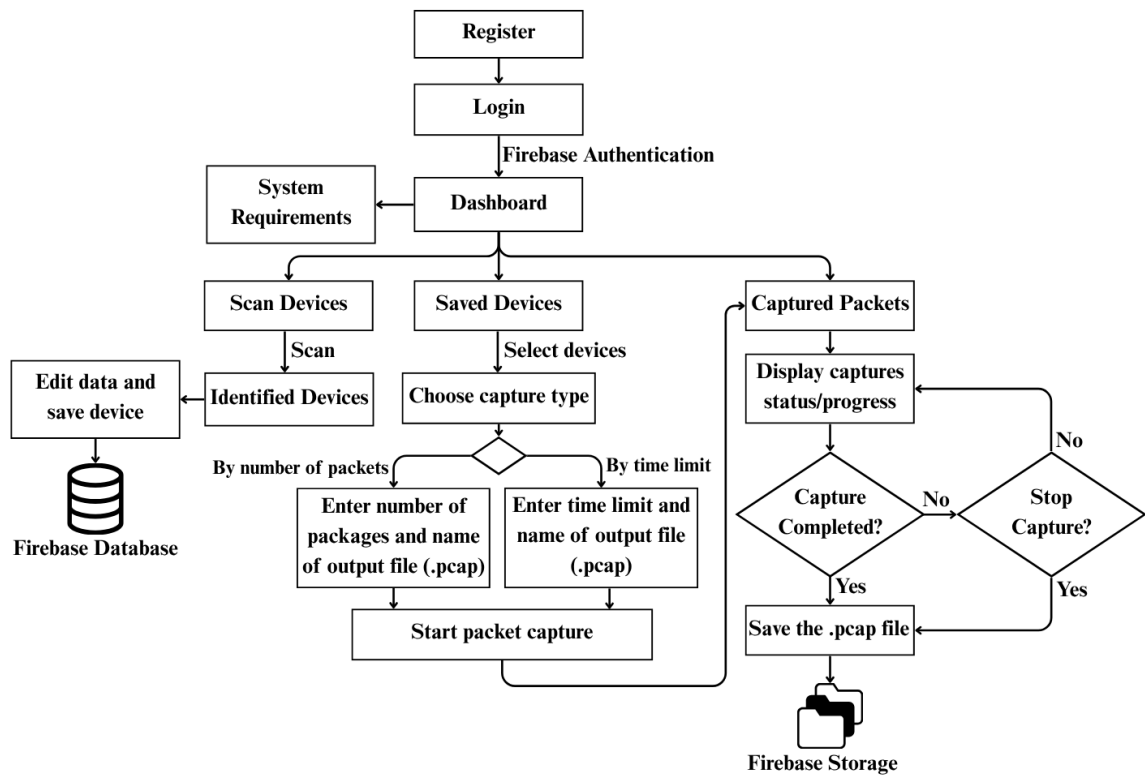 Register
Login
Firebase Authentication
System
Requirements
Dashboard
Scan Devices
Saved Devices
Captured Packets
Scan
Select devices
Edit data and
save device
Identified Devices
Choose capture type
Display captures
status/progress
No
By number of packets
By time limit
Firebase Database
Enter number of
packages and name
of output file (.pcap)
Enter time limit and
name of output file
(.pcap)
Capture
Completed?
No
Stop
Capture?
Yes
Yes
Start packet capture
Save the .pcap file
Firebase Storage